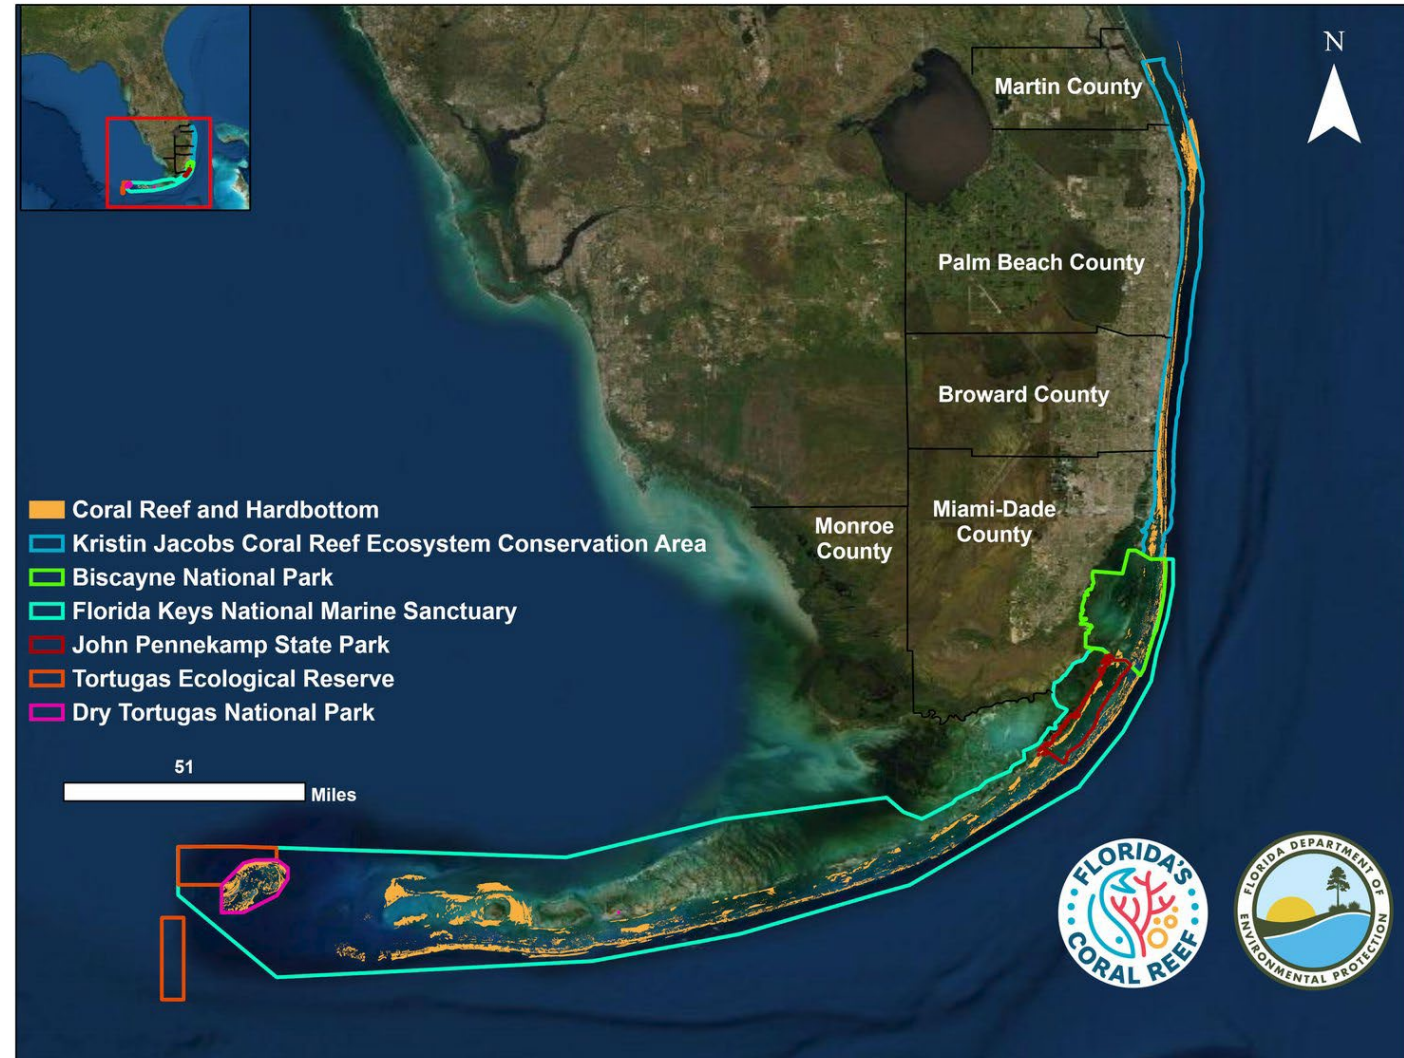 N
Martin County
Palm Beach County
Broward County
Miami-Dade
County
Monroe
County
Coral Reef and Hardbottom
Kristin Jacobs Coral Reef Ecosystem Conservation Area
Biscayne National Park
Florida Keys National Marine Sanctuary
John Pennekamp State Park
Tortugas Ecological Reserve
Dry Tortugas National Park
51
Miles
FLORIDA'S
CORAL REEF
FLORIDA DEPARTMENT OF
ENVIRONMENTAL PROTECTION